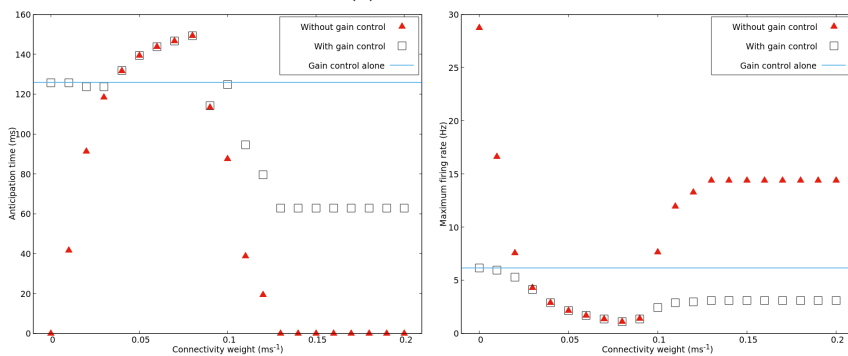 160
140
120
100
80
60
40
20
0
Anticipation time (ms)
Without gain control
With gain control
Gain control alone
0 0.05 0.1 0.15 0.2
Connectivity weight (ms-1)
30
25
20
15
10
5
0
Maximum firing rate (Hz)
Without gain control
With gain control
Gain control alone
0 0.05 0.1 0.15 0.2
Connectivity weight (ms-1)